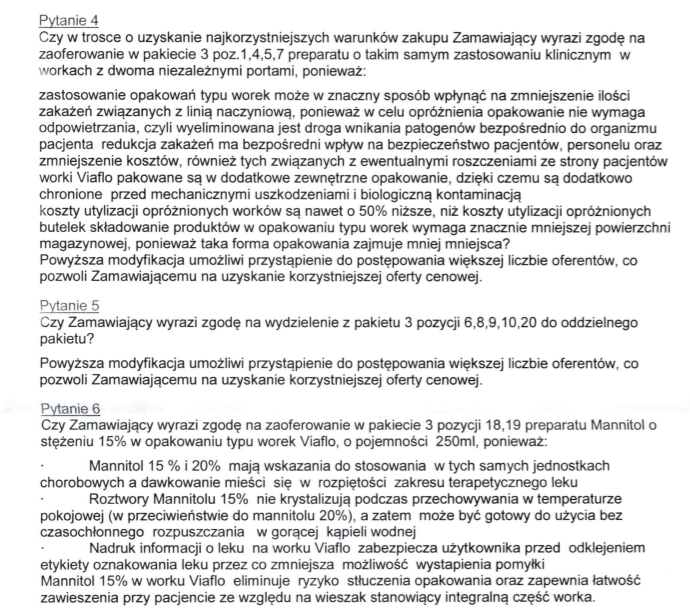 Pytanie 4
Czy w trosce o uzyskanie najkorzystniejszych warunków zakupu Zamawiający wyrazi zgodę na
zaoferowanie w pakiecie 3 poz.1,4,5,7 preparatu o takim samym zastosowaniu klinicznym w
workach z dwoma niezależnymi portami, ponieważ:
zastosowanie opakowań typu worek może w znaczny sposób wpłynąć na zmniejszenie ilości
zakażeń związanych z linią naczyniową, ponieważ w celu opróżnienia opakowanie nie wymaga
odpowietrzania, czyli wyeliminowana jest droga wnikania patogenów bezpośrednio do organizmu
pacjenta redukcja zakażeń ma bezpośredni wpływ na bezpieczeństwo pacjentów, personelu oraz
zmniejszenie kosztów, również tych związanych z ewentualnymi roszczeniami ze strony pacjentów
worki Viaflo pakowane są w dodatkowe zewnętrzne opakowanie, dzięki czemu są dodatkowo
chronione przed mechanicznymi uszkodzeniami i biologiczną kontaminacją
koszty utylizacji opróżnionych worków są nawet o 50% niższe, niż koszty utylizacji opróżnionych
butelek składowanie produktów w opakowaniu typu worek wymaga znacznie mniejszej powierzchni
magazynowej, ponieważ taka forma opakowania zajmuje mniej mniejsca?
Powyższa modyfikacja umożliwi przystąpienie do postępowania większej liczbie oferentów, co
pozwoli Zamawiającemu na uzyskanie korzystniejszej oferty cenowej.
Pytanie 5
Czy Zamawiający wyrazi zgodę na wydzielenie z pakietu 3 pozycji 6,8,9,10,20 do oddzielnego
pakietu?
Powyższa modyfikacja umożliwi przystąpienie do postępowania większej liczbie oferentów, co
pozwoli Zamawiającemu na uzyskanie korzystniejszej oferty cenowej.
Pytanie 6
Czy Zamawiający wyrazi zgodę na zaoferowanie w pakiecie 3 pozycji 18,19 preparatu Mannitol o
stężeniu 15% w opakowaniu typu worek Viaflo, o pojemności 250ml, ponieważ:
· Mannitol 15 % i 20% mają wskazania do stosowania w tych samych jednostkach
chorobowych a dawkowanie mieści się w rozpiętości zakresu terapetycznego leku
· Roztwory Mannitolu 15% nie krystalizują podczas przechowywania w temperaturze
pokojowej (w przeciwieństwie do mannitolu 20%), a zatem może być gotowy do użycia bez
czasochłonnego rozpuszczania w gorącej kąpieli wodnej
· Nadruk informacji o leku na worku Viaflo zabezpiecza użytkownika przed odklejeniem
etykiety oznakowania leku przez co zmniejsza możliwość wystapienia pomyłki
Mannitol 15% w worku Viaflo eliminuje ryzyko stłuczenia opakowania oraz zapewnia łatwość
zawieszenia przy pacjencie ze względu na wieszak stanowiący integralną część worka.